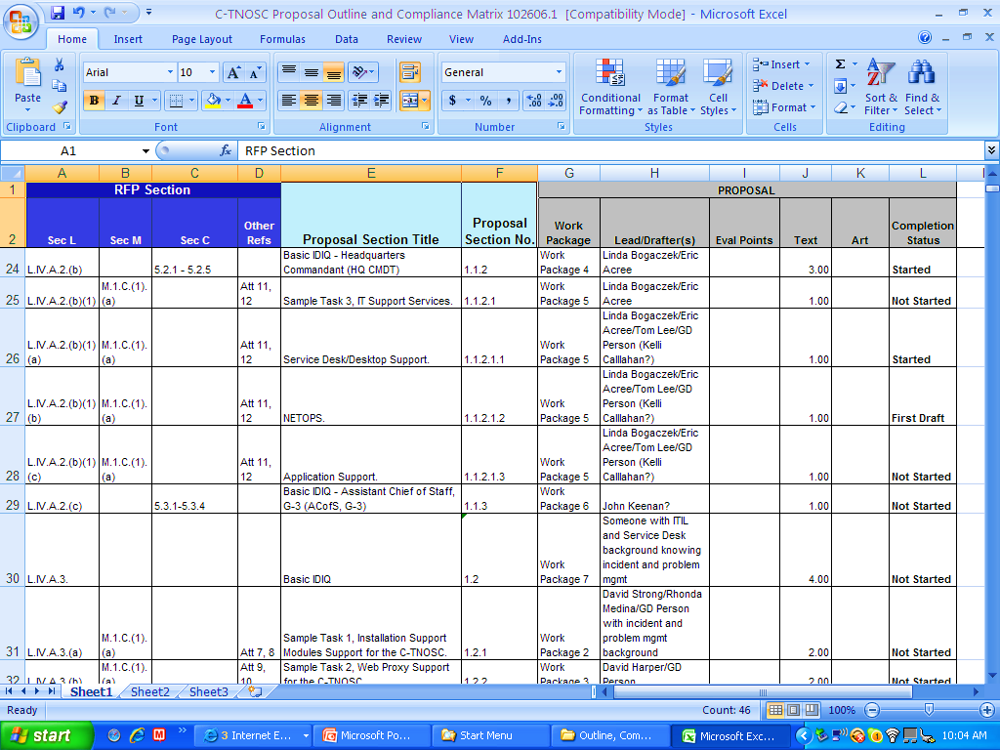 C-TNOSC Proposal Outline and Compliance Matrix 102606.1 [Compatibility Mode] - Microsoft Excel
Home Insert Page Layout Formulas Data Review View Add-Ins
Paste
Arial 10
General
Conditional Formatting
Format as Table
Cell Styles
Insert
Delete
Format
Sort & Filter
Find & Select
Clipboard Font Alignment Number Styles Cells Editing
A1 fx RFP Section
A B C D E F G H I J K L
1 RFP Section PROPOSAL
2 Sec L Sec M Sec C Other Refs Proposal Section Title Proposal Section No. Work Package Lead/Drafter(s) Eval Points Text Art Completion Status
24 L.IV.A.2.(b) 5.2.1 - 5.2.5 Basic IDIQ - Headquarters Commandant (HQ CMDT) 1.1.2 Work Package 4 Linda Bogaczek/Eric Acree 3.00 Started
25 L.IV.A.2.(b)(1) M.1.C.(1).(a) Att 11, 12 Sample Task 3, IT Support Services. 1.1.2.1 Work Package 5 Linda Bogaczek/Eric Acree 1.00 Not Started
26 L.IV.A.2.(b)(1)(a) M.1.C.(1).(a) Att 11, 12 Service Desk/Desktop Support. 1.1.2.1.1 Work Package 5 Linda Bogaczek/Eric Acree/Tom Lee/GD Person (Kelli Calllahan?) 1.00 Started
27 L.IV.A.2.(b)(1)(b) M.1.C.(1).(a) Att 11, 12 NETOPS. 1.1.2.1.2 Work Package 5 Linda Bogaczek/Eric Acree/Tom Lee/GD Person (Kelli Calllahan?) 1.00 First Draft
28 L.IV.A.2.(b)(1)(c) M.1.C.(1).(a) Att 11, 12 Application Support. 1.1.2.1.3 Work Package 5 Linda Bogaczek/Eric Acree/Tom Lee/GD Person (Kelli Calllahan?) 1.00 Not Started
29 L.IV.A.2.(c) 5.3.1-5.3.4 Basic IDIQ - Assistant Chief of Staff, G-3 (ACofS, G-3) 1.1.3 Work Package 6 John Keenan? 1.00 Not Started
30 L.IV.A.3. Basic IDIQ 1.2 Work Package 7 Someone with ITIL and Service Desk background knowing incident and problem mgmt 4.00 Not Started
31 L.IV.A.3.(a) M.1.C.(1).(a) Att 7, 8 Sample Task 1, Installation Support Modules Support for the C-TNOSC. 1.2.1 Work Package 2 David Strong/Rhonda Medina/GD Person with incident and problem mgmt background 2.00 Not Started
32 L.IV.A.3.(b) M.1.C.(1).(a) Att 9, 10 Sample Task 2, Web Proxy Support for the C-TNOSC 1.2.2 Work Package 3 David Harper/GD Person 2.00 Not Started
Sheet1 Sheet2 Sheet3
Ready Count: 46 100%
start 3 Internet E... Microsoft Po... Start Menu Outline, Com... Microsoft Exc... 10:04 AM